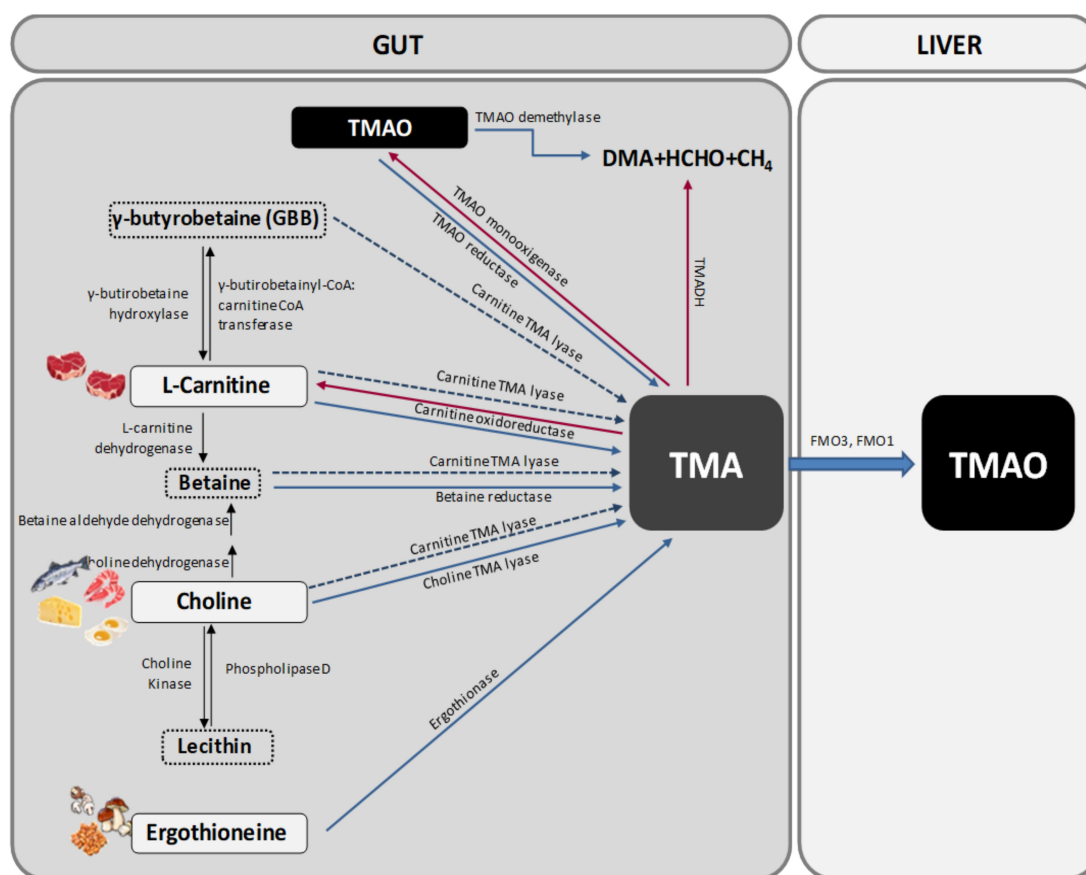 GUT
LIVER
TMAO
TMAO demethylase
DMA+HCHO+CH4
TMAO monooxigenase
TMAO reductase
TMADH
γ-butyrobetaine (GBB)
Carnitine TMA lyase
γ-butirobetaine
hydroxylase
γ-butirobetainyl-CoA:
carnitine CoA
transferase
L-Carnitine
Carnitine TMA lyase
Carnitine oxidoreductase
L-carnitine
dehydrogenase
TMA
FMO3, FMO1
TMAO
Carnitine TMA lyase
Betaine
Betaine reductase
Betaine aldehyde dehydrogenase
Carnitine TMA lyase
holine dehydrogenase
Choline TMA lyase
Choline
Choline
Kinase
Phospholipase D
Lecithin
Ergothionase
Ergothioneine